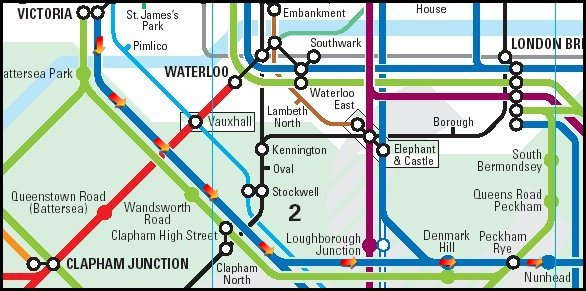 VICTORIA
St. James's
Park
Embankment
House
Pimlico
Southwark
LONDON BRI
attersea Park
WATERLOO
Waterloo
East
Lambeth
North
Vauxhall
Borough
Kennington
Elephant
& Castle
Oval
South
Bermondsey
Queenstown Road
(Battersea)
Wandsworth
Road
Stockwell
Queens Road
Peckham
2
Clapham High Street
Loughborough
Junction
Denmark
Hill
Peckham
Rye
CLAPHAM JUNCTION
Clapham
North
Nunhead